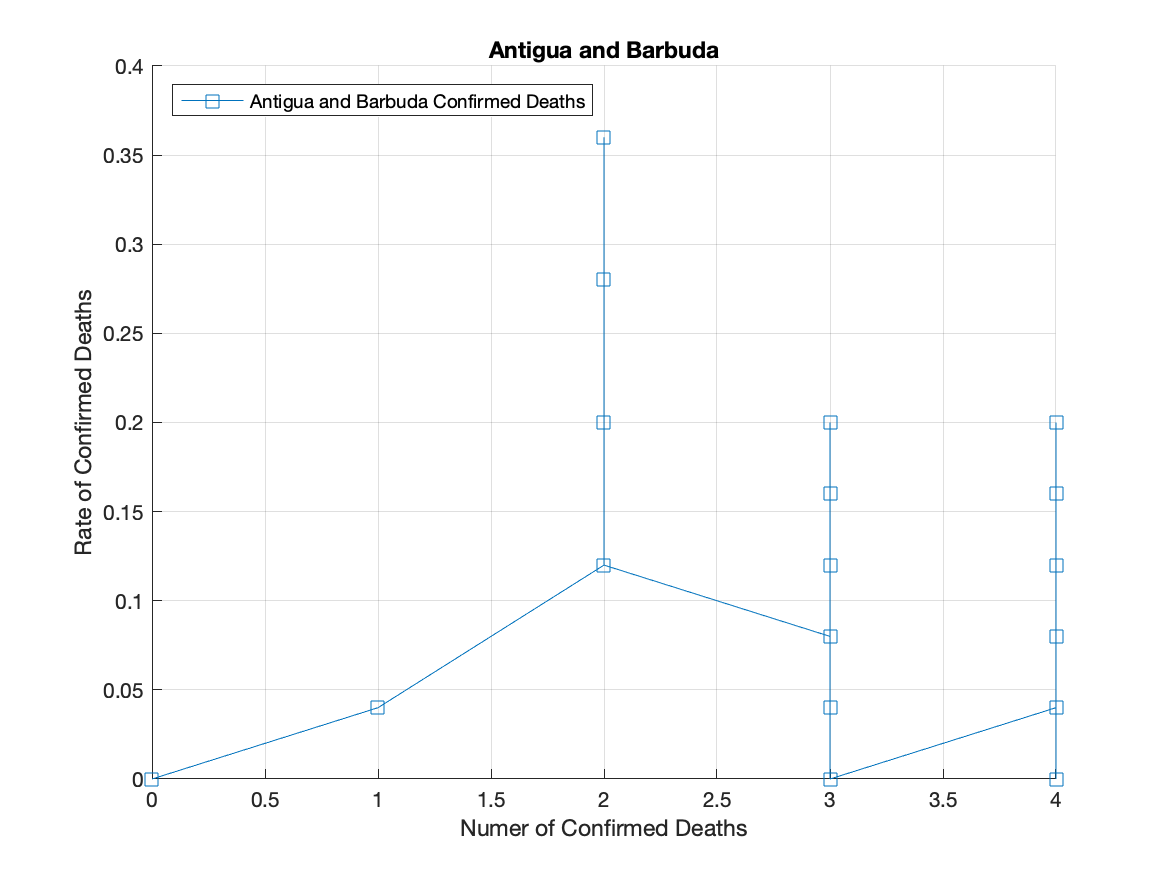 Antigua and Barbuda
Antigua and Barbuda Confirmed Deaths
0.4
0.35
0.3
0.25
0.2
0.15
0.1
0.05
0
Rate of Confirmed Deaths
0 0.5 1 1.5 2 2.5 3 3.5 4
Numer of Confirmed Deaths